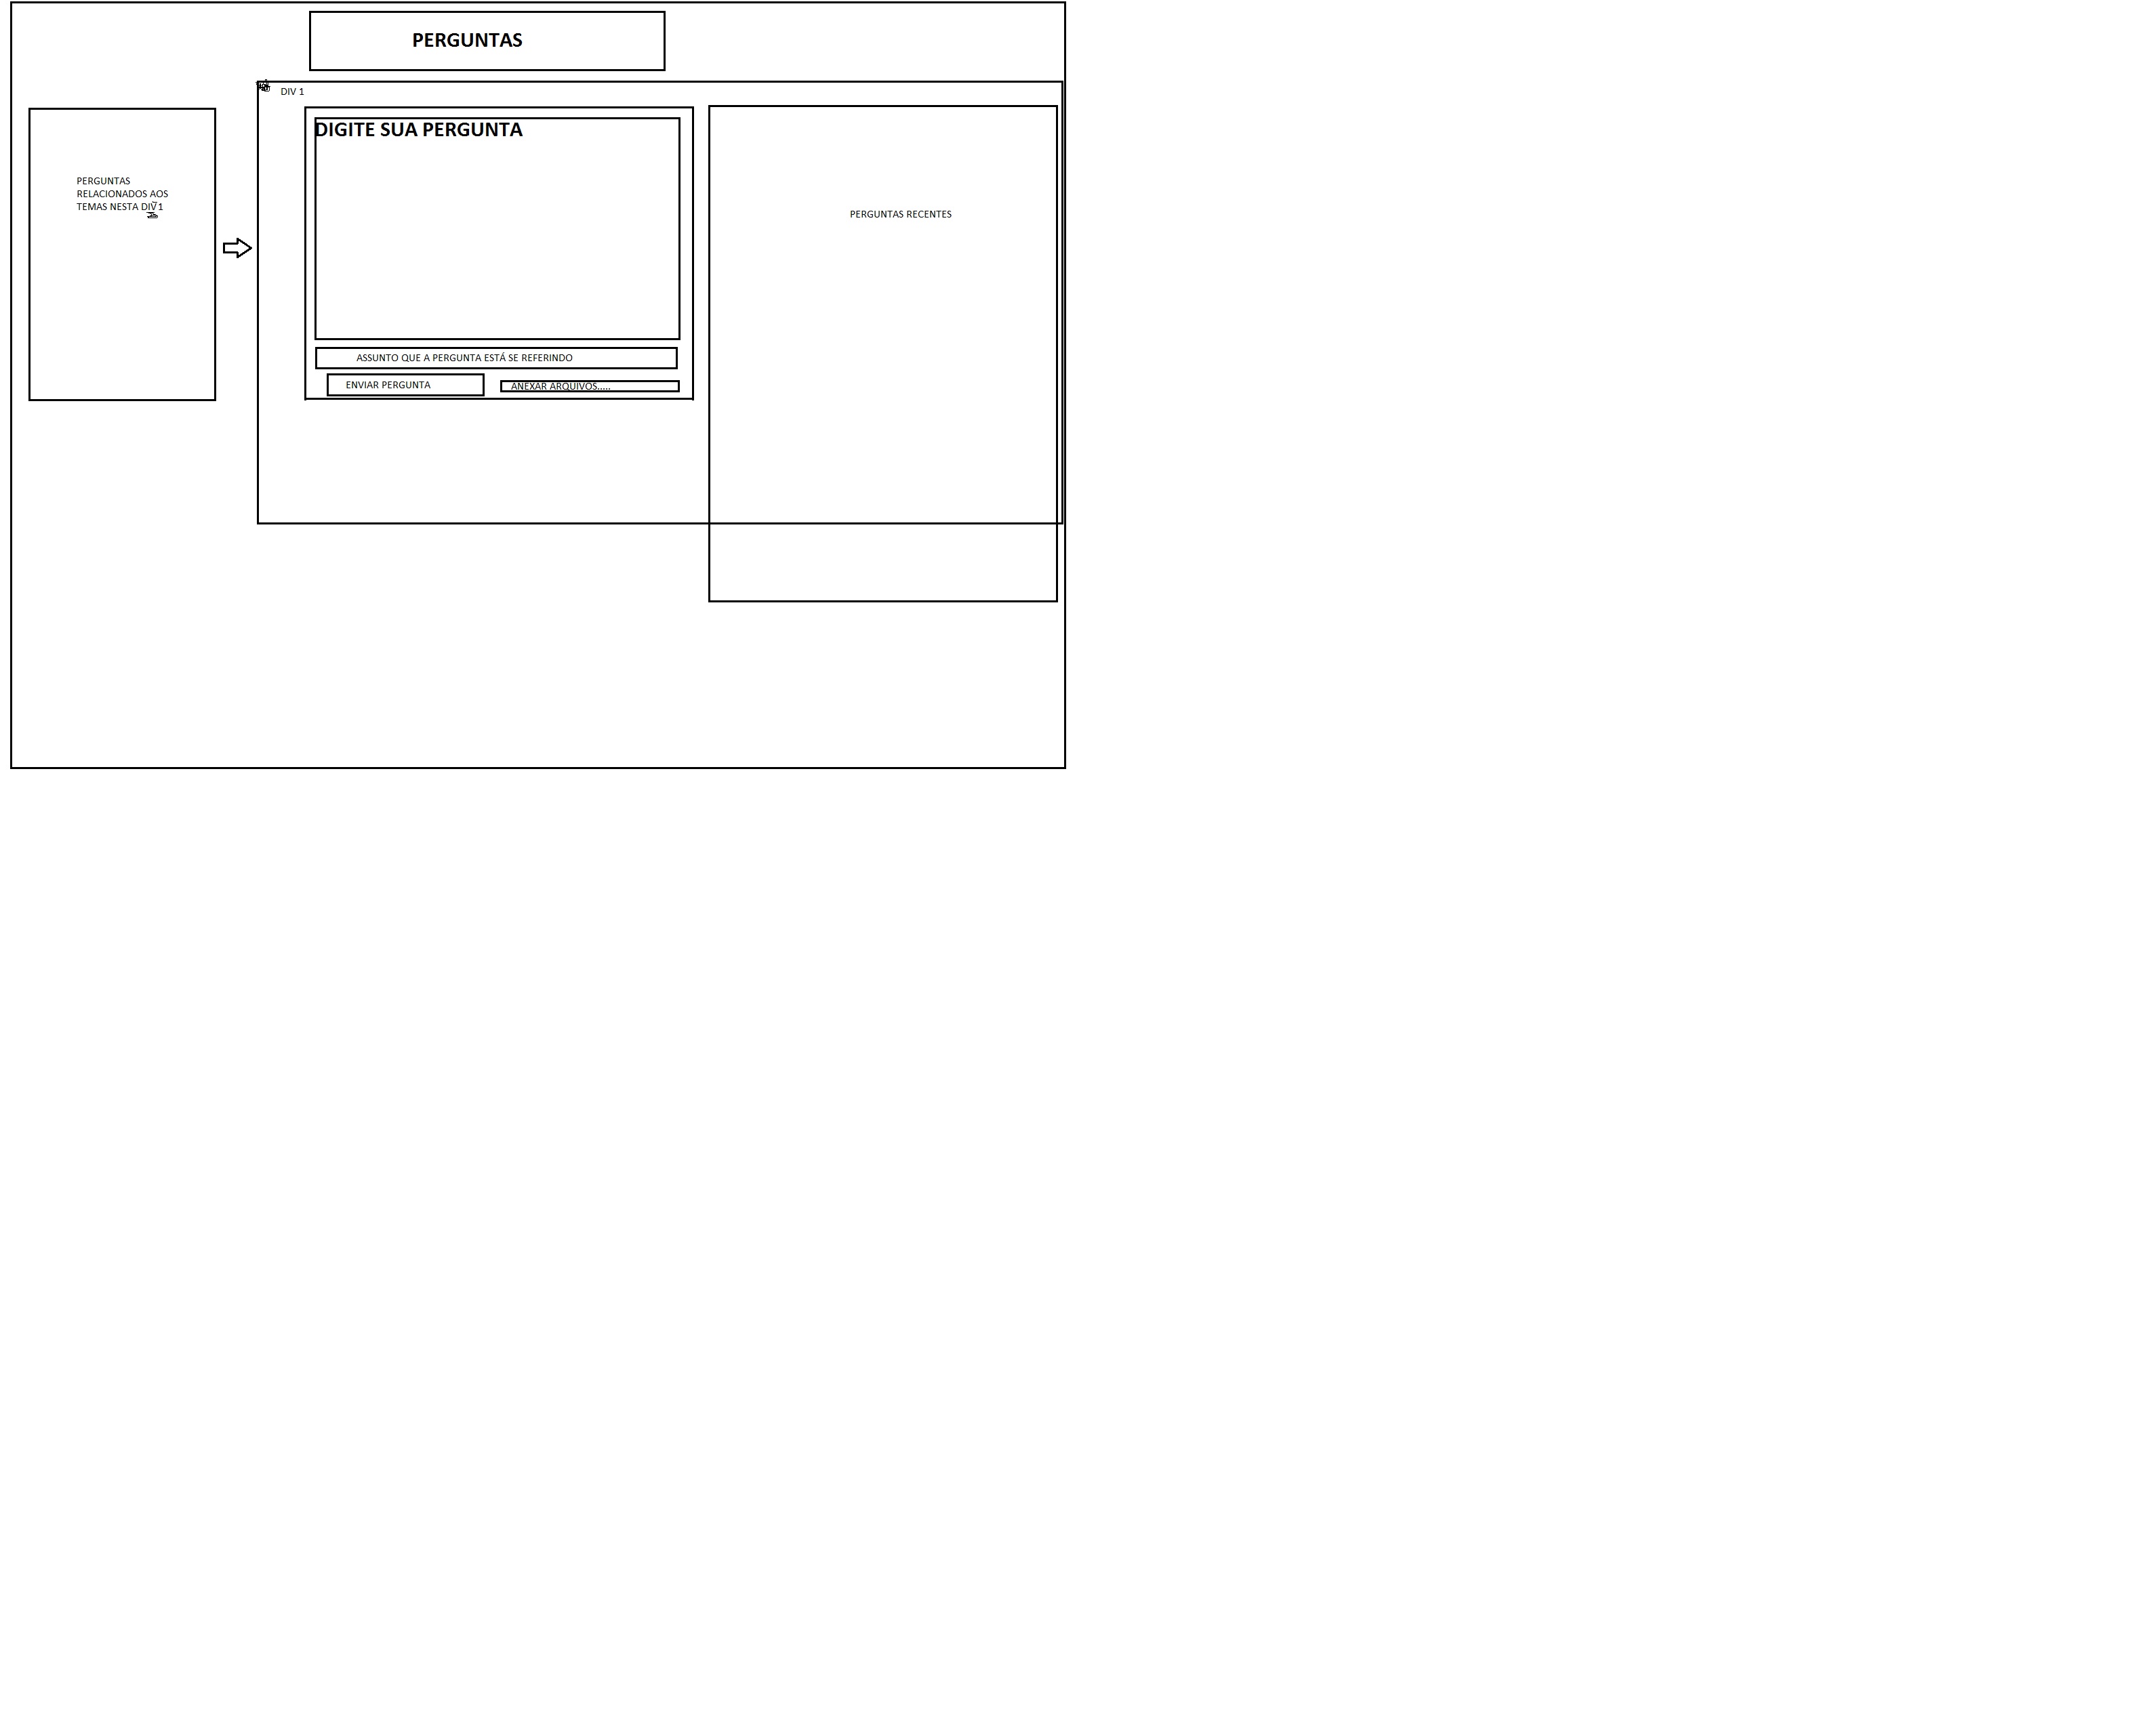 PERGUNTAS
DIV 1
DIGITE SUA PERGUNTA
PERGUNTAS
RELACIONADOS AOS
TEMAS NESTA DIV 1
PERGUNTAS RECENTES
ASSUNTO QUE A PERGUNTA ESTÁ SE REFERINDO
ENVIAR PERGUNTA
ANEXAR ARQUIVOS.....